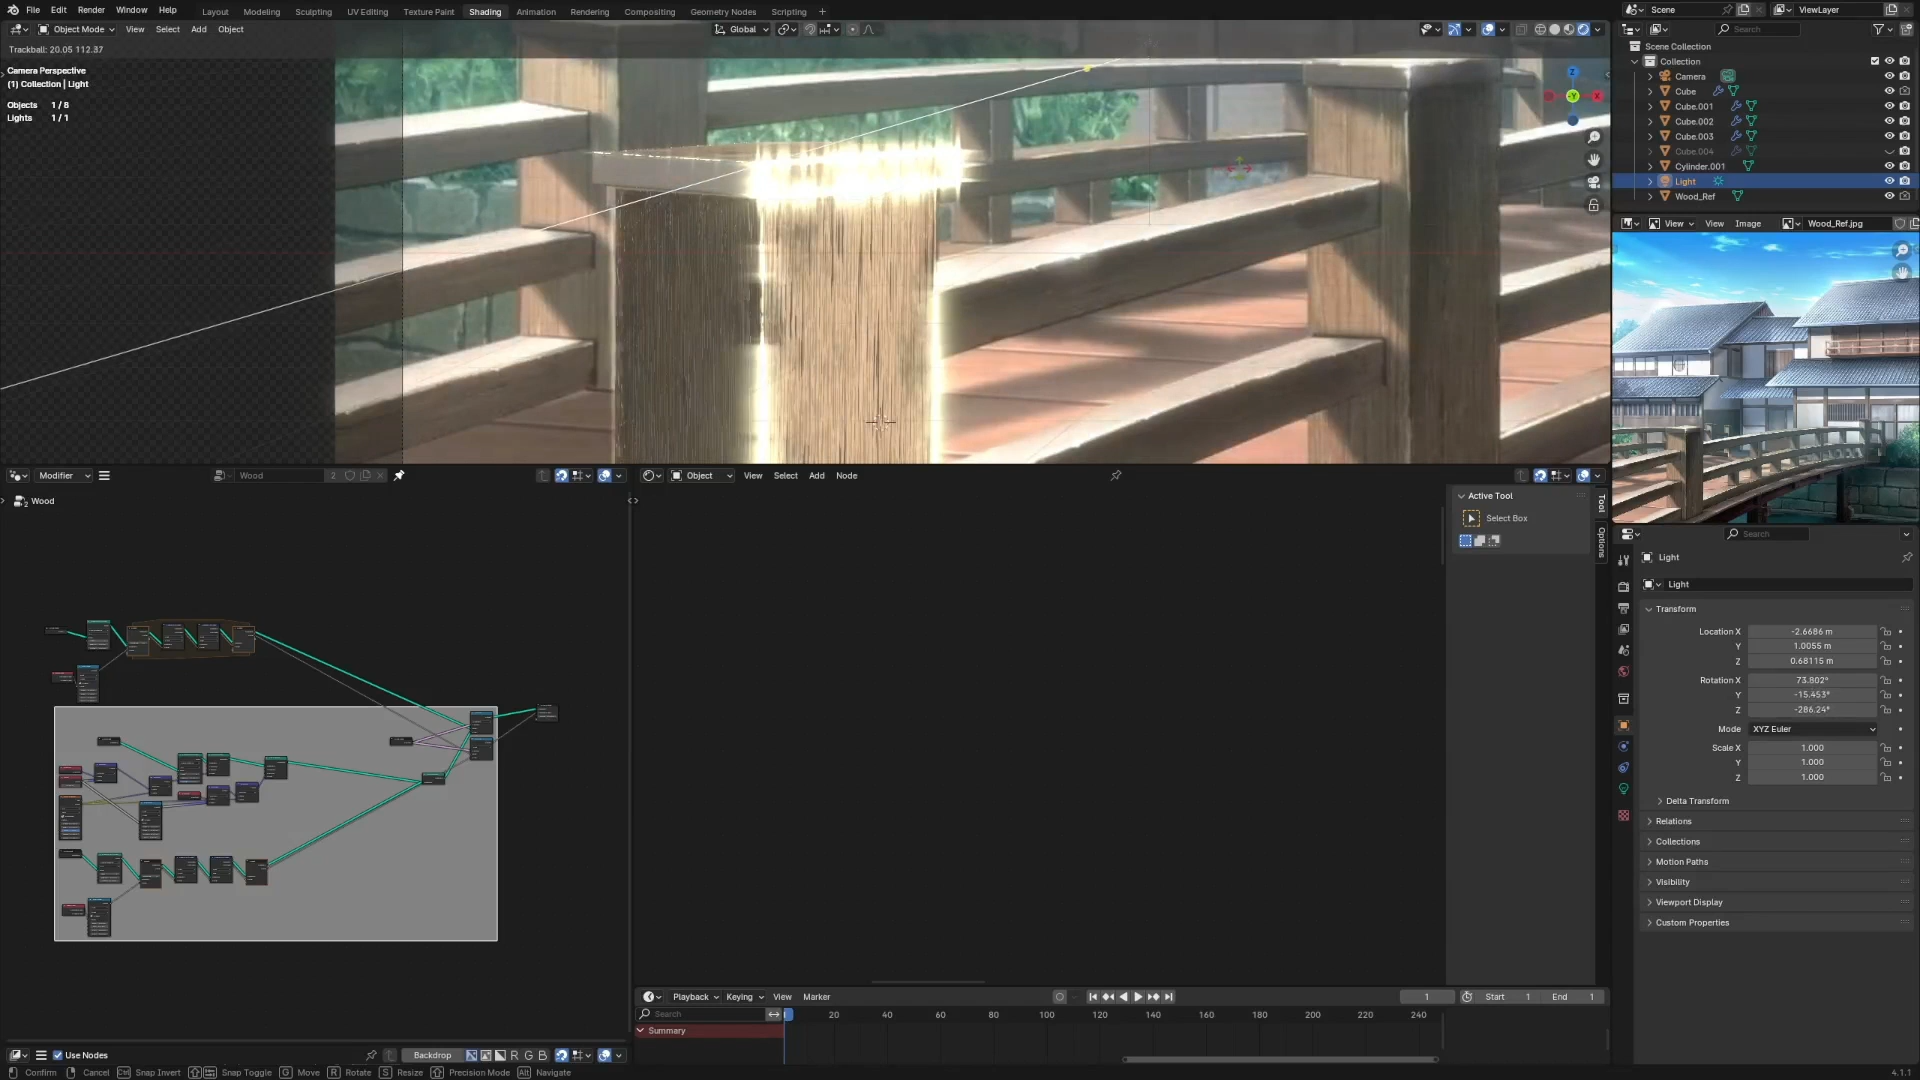 File Edit Render Window Help
Layout Modeling Sculpting UV Editing Texture Paint Shading Animation Rendering Compositing Geometry Nodes Scripting +
Scene ViewLayer
Object Mode View Select Add Object
Global
Search
Trackball: 20.05 112.37
Camera Perspective
(1) Collection | Light
Objects 1 / 8
Lights 1 / 1
Z
-Y
X
Scene Collection
Collection
Camera
Cube
Cube.001
Cube.002
Cube.003
Cube.004
Cylinder.001
Light
Wood_Ref
View View Image Wood_Ref.jpg
Modifier Wood 2
Wood
Object View Select Add Node
Active Tool
Select Box
Tool
Options
Search
Light
Light
Transform
Location X -2.6686 m
Y 1.0055 m
Z 0.68115 m
Rotation X 73.802°
Y -15.453°
Z -286.24°
Mode XYZ Euler
Scale X 1.000
Y 1.000
Z 1.000
Delta Transform
Relations
Collections
Motion Paths
Visibility
Viewport Display
Custom Properties
Playback Keying View Marker
1 Start 1 End 1
Search
20 40 60 80 100 120 140 160 180 200 220 240
Summary
Use Nodes Backdrop R G B
Confirm Cancel Ctrl Snap Invert Snap Toggle G Move R Rotate S Resize Precision Mode Alt Navigate
4.1.1